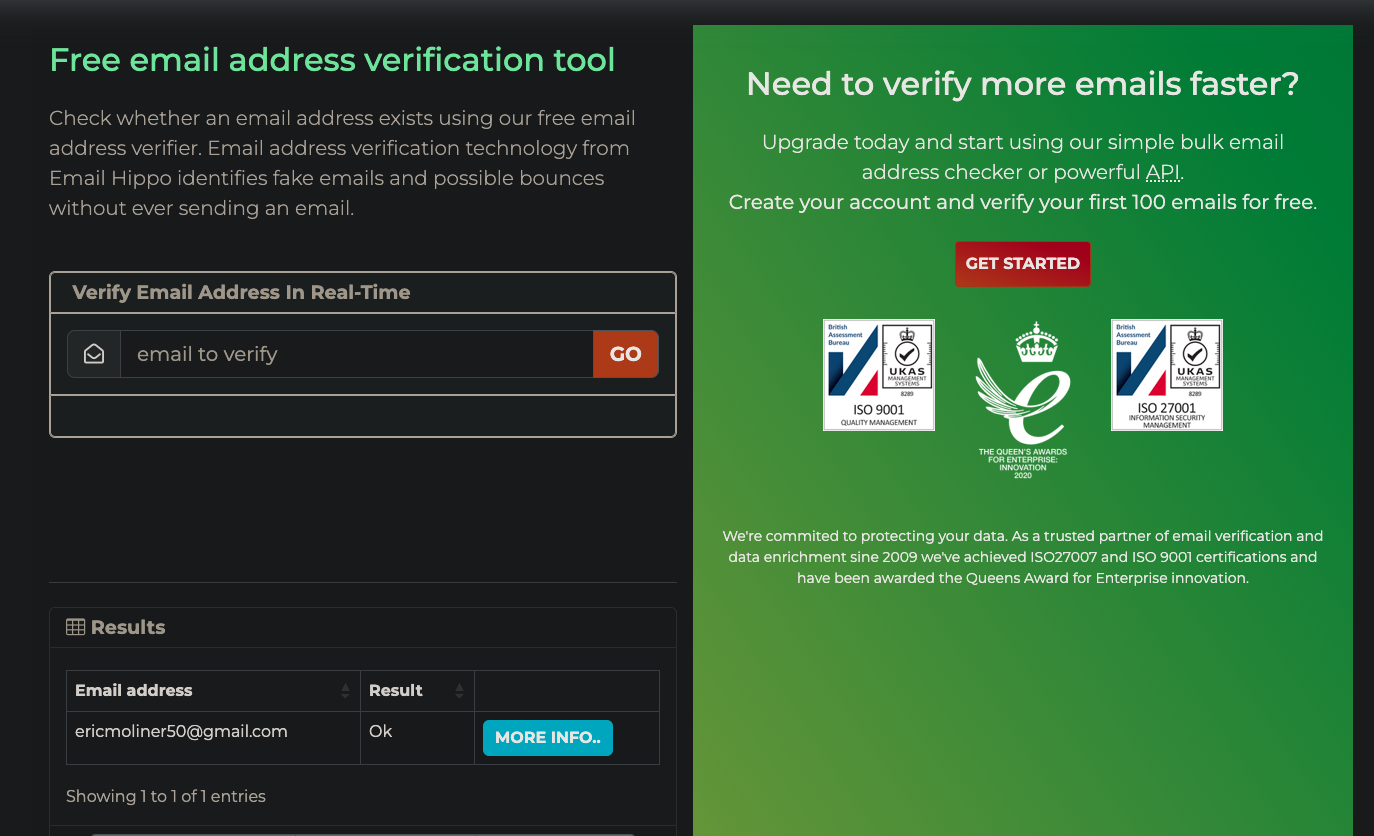 Free email address verification tool
Check whether an email address exists using our free email
address verifier. Email address verification technology from
Email Hippo identifies fake emails and possible bounces
without ever sending an email.
Verify Email Address In Real-Time
email to verify
GO
Results
Email address
Result
ericmoliner50@gmail.com
Ok
MORE INFO..
Showing 1 to 1 of 1 entries
Need to verify more emails faster?
Upgrade today and start using our simple bulk email
address checker or powerful API.
Create your account and verify your first 100 emails for free.
GET STARTED
British
Assessment
Bureau
UKAS
MANAGEMENT
SYSTEMS
8289
ISO 9001
QUALITY MANAGEMENT
THE QUEEN'S AWARDS
FOR ENTERPRISE:
INNOVATION
2020
British
Assessment
Bureau
UKAS
MANAGEMENT
SYSTEMS
8289
ISO 27001
INFORMATION SECURITY
MANAGEMENT
We're commited to protecting your data. As a trusted partner of email verification and
data enrichment sine 2009 we've achieved ISO27007 and ISO 9001 certifications and
have been awarded the Queens Award for Enterprise innovation.